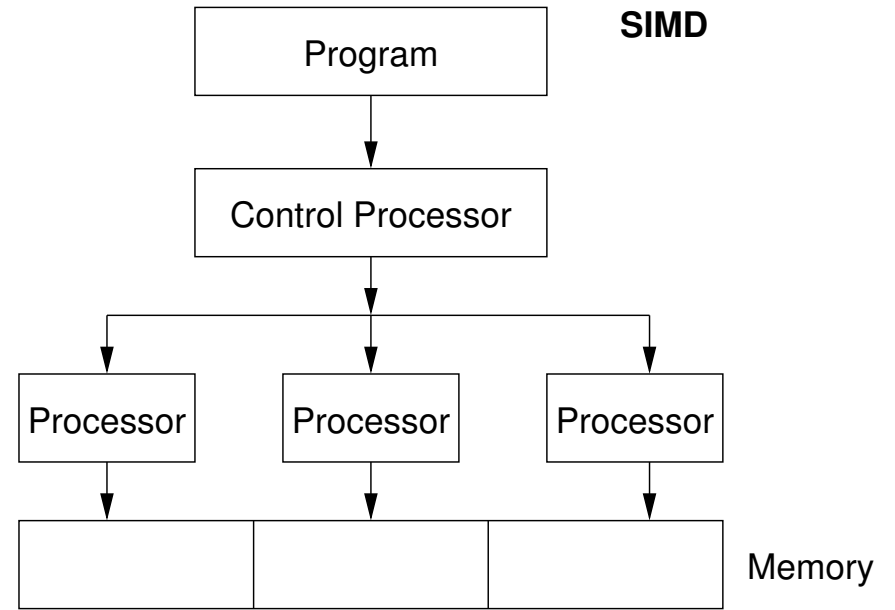 SIMD
Program
Control Processor
Processor
Processor
Processor
Memory